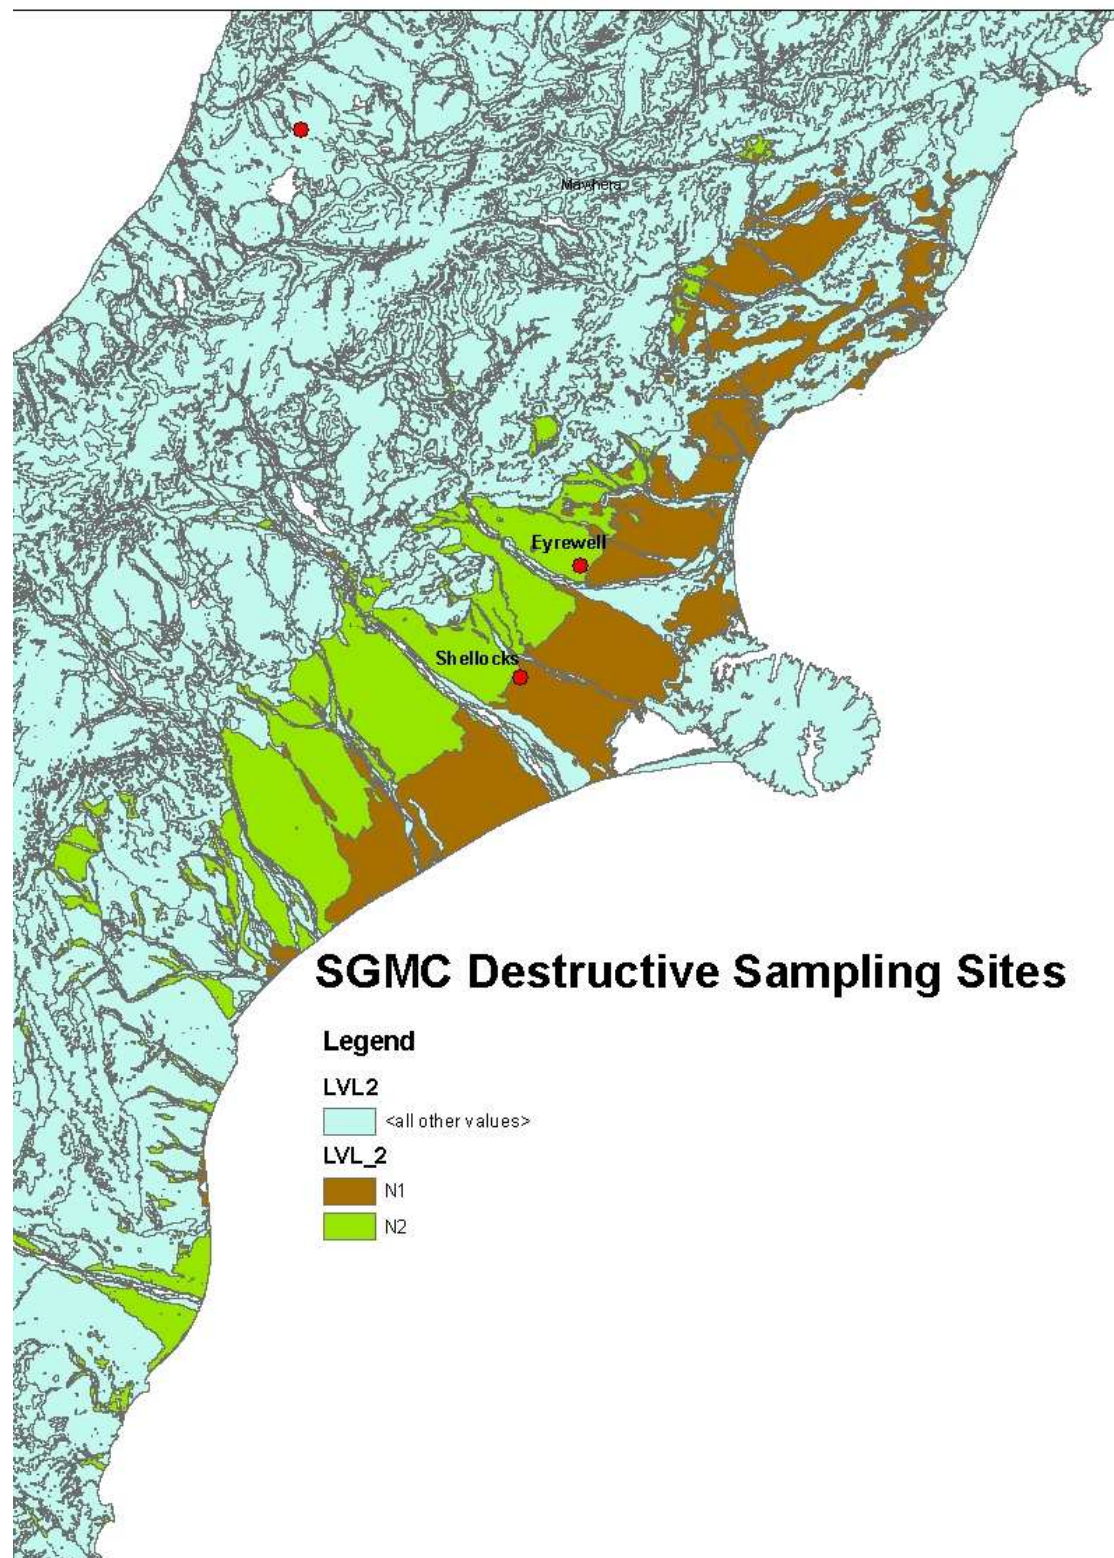 Mawhera
Eyrewell
Shellocks
SGMC Destructive Sampling Sites
Legend
LVL2
<all other values>
LVL_2
N1
N2